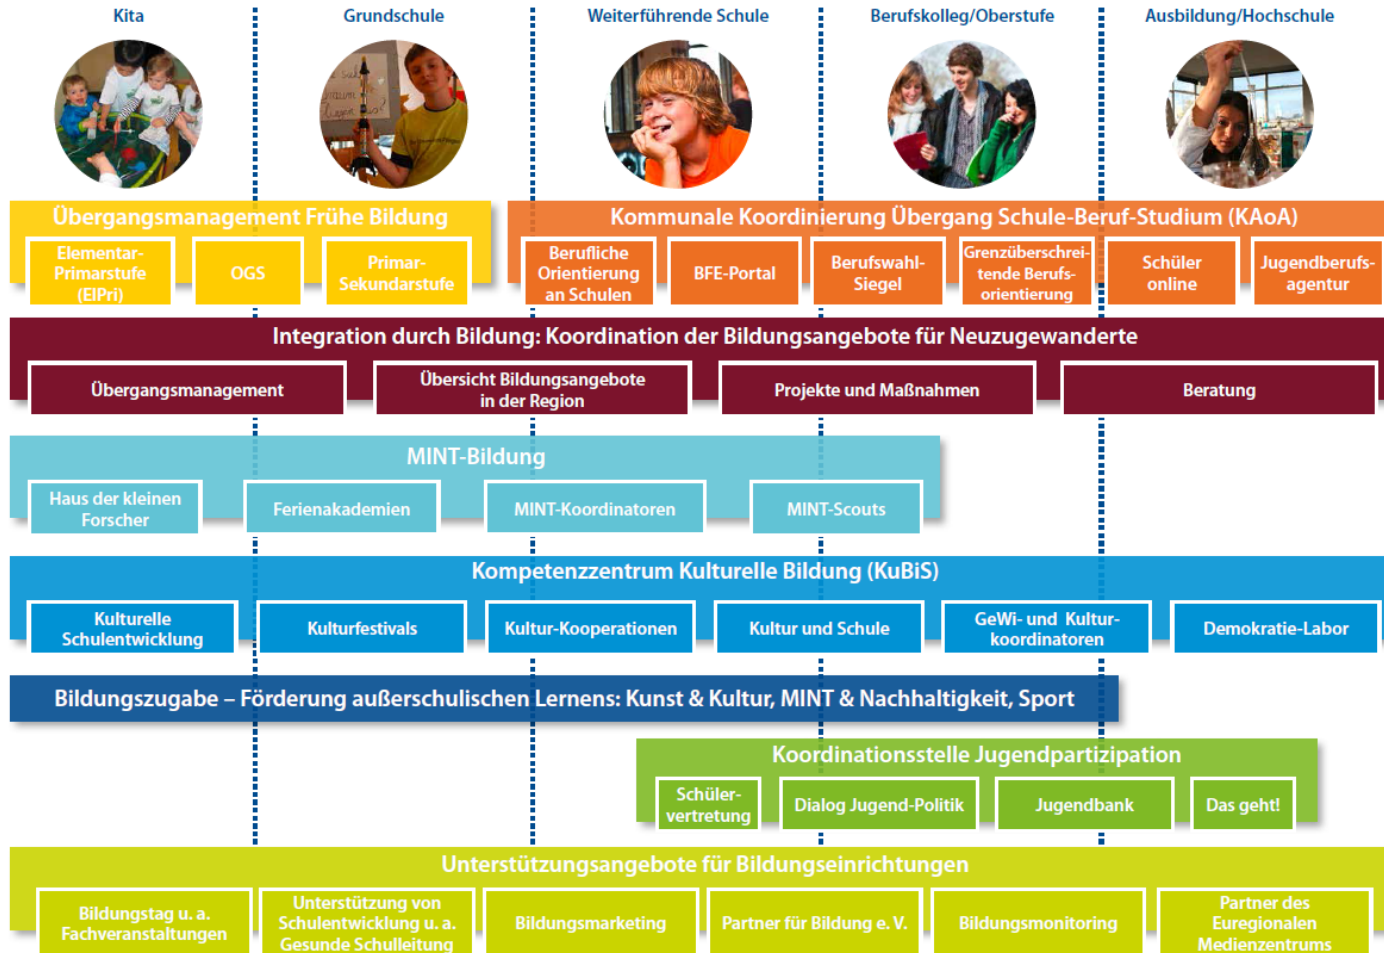 Kita
Grundschule
Weiterführende Schule
Berufskolleg/Oberstufe
Ausbildung/Hochschule
Übergangsmanagement Frühe Bildung
Elementar-
Primarstufe
(ElPri)
OGS
Primar-
Sekundarstufe
Kommunale Koordinierung Übergang Schule-Beruf-Studium (KAoA)
Berufliche
Orientierung
an Schulen
BFE-Portal
Berufswahl-
Siegel
Grenzüberschrei-
tende Berufs-
orientierung
Schüler
online
Jugendberufs-
agentur
Integration durch Bildung: Koordination der Bildungsangebote für Neuzugewanderte
Übergangsmanagement
Übersicht Bildungsangebote
in der Region
Projekte und Maßnahmen
Beratung
MINT-Bildung
Haus der kleinen
Forscher
Ferienakademien
MINT-Koordinatoren
MINT-Scouts
Kompetenzzentrum Kulturelle Bildung (KuBiS)
Kulturelle
Schulentwicklung
Kulturfestivals
Kultur-Kooperationen
Kultur und Schule
GeWi- und Kultur-
koordinatoren
Demokratie-Labor
Bildungszugabe – Förderung außerschulischen Lernens: Kunst & Kultur, MINT & Nachhaltigkeit, Sport
Koordinationsstelle Jugendpartizipation
Schüler-
vertretung
Dialog Jugend-Politik
Jugendbank
Das geht!
Unterstützungsangebote für Bildungseinrichtungen
Bildungstag u. a.
Fachveranstaltungen
Unterstützung von
Schulentwicklung u. a.
Gesunde Schulleitung
Bildungsmarketing
Partner für Bildung e. V.
Bildungsmonitoring
Partner des
Euregionalen
Medienzentrums